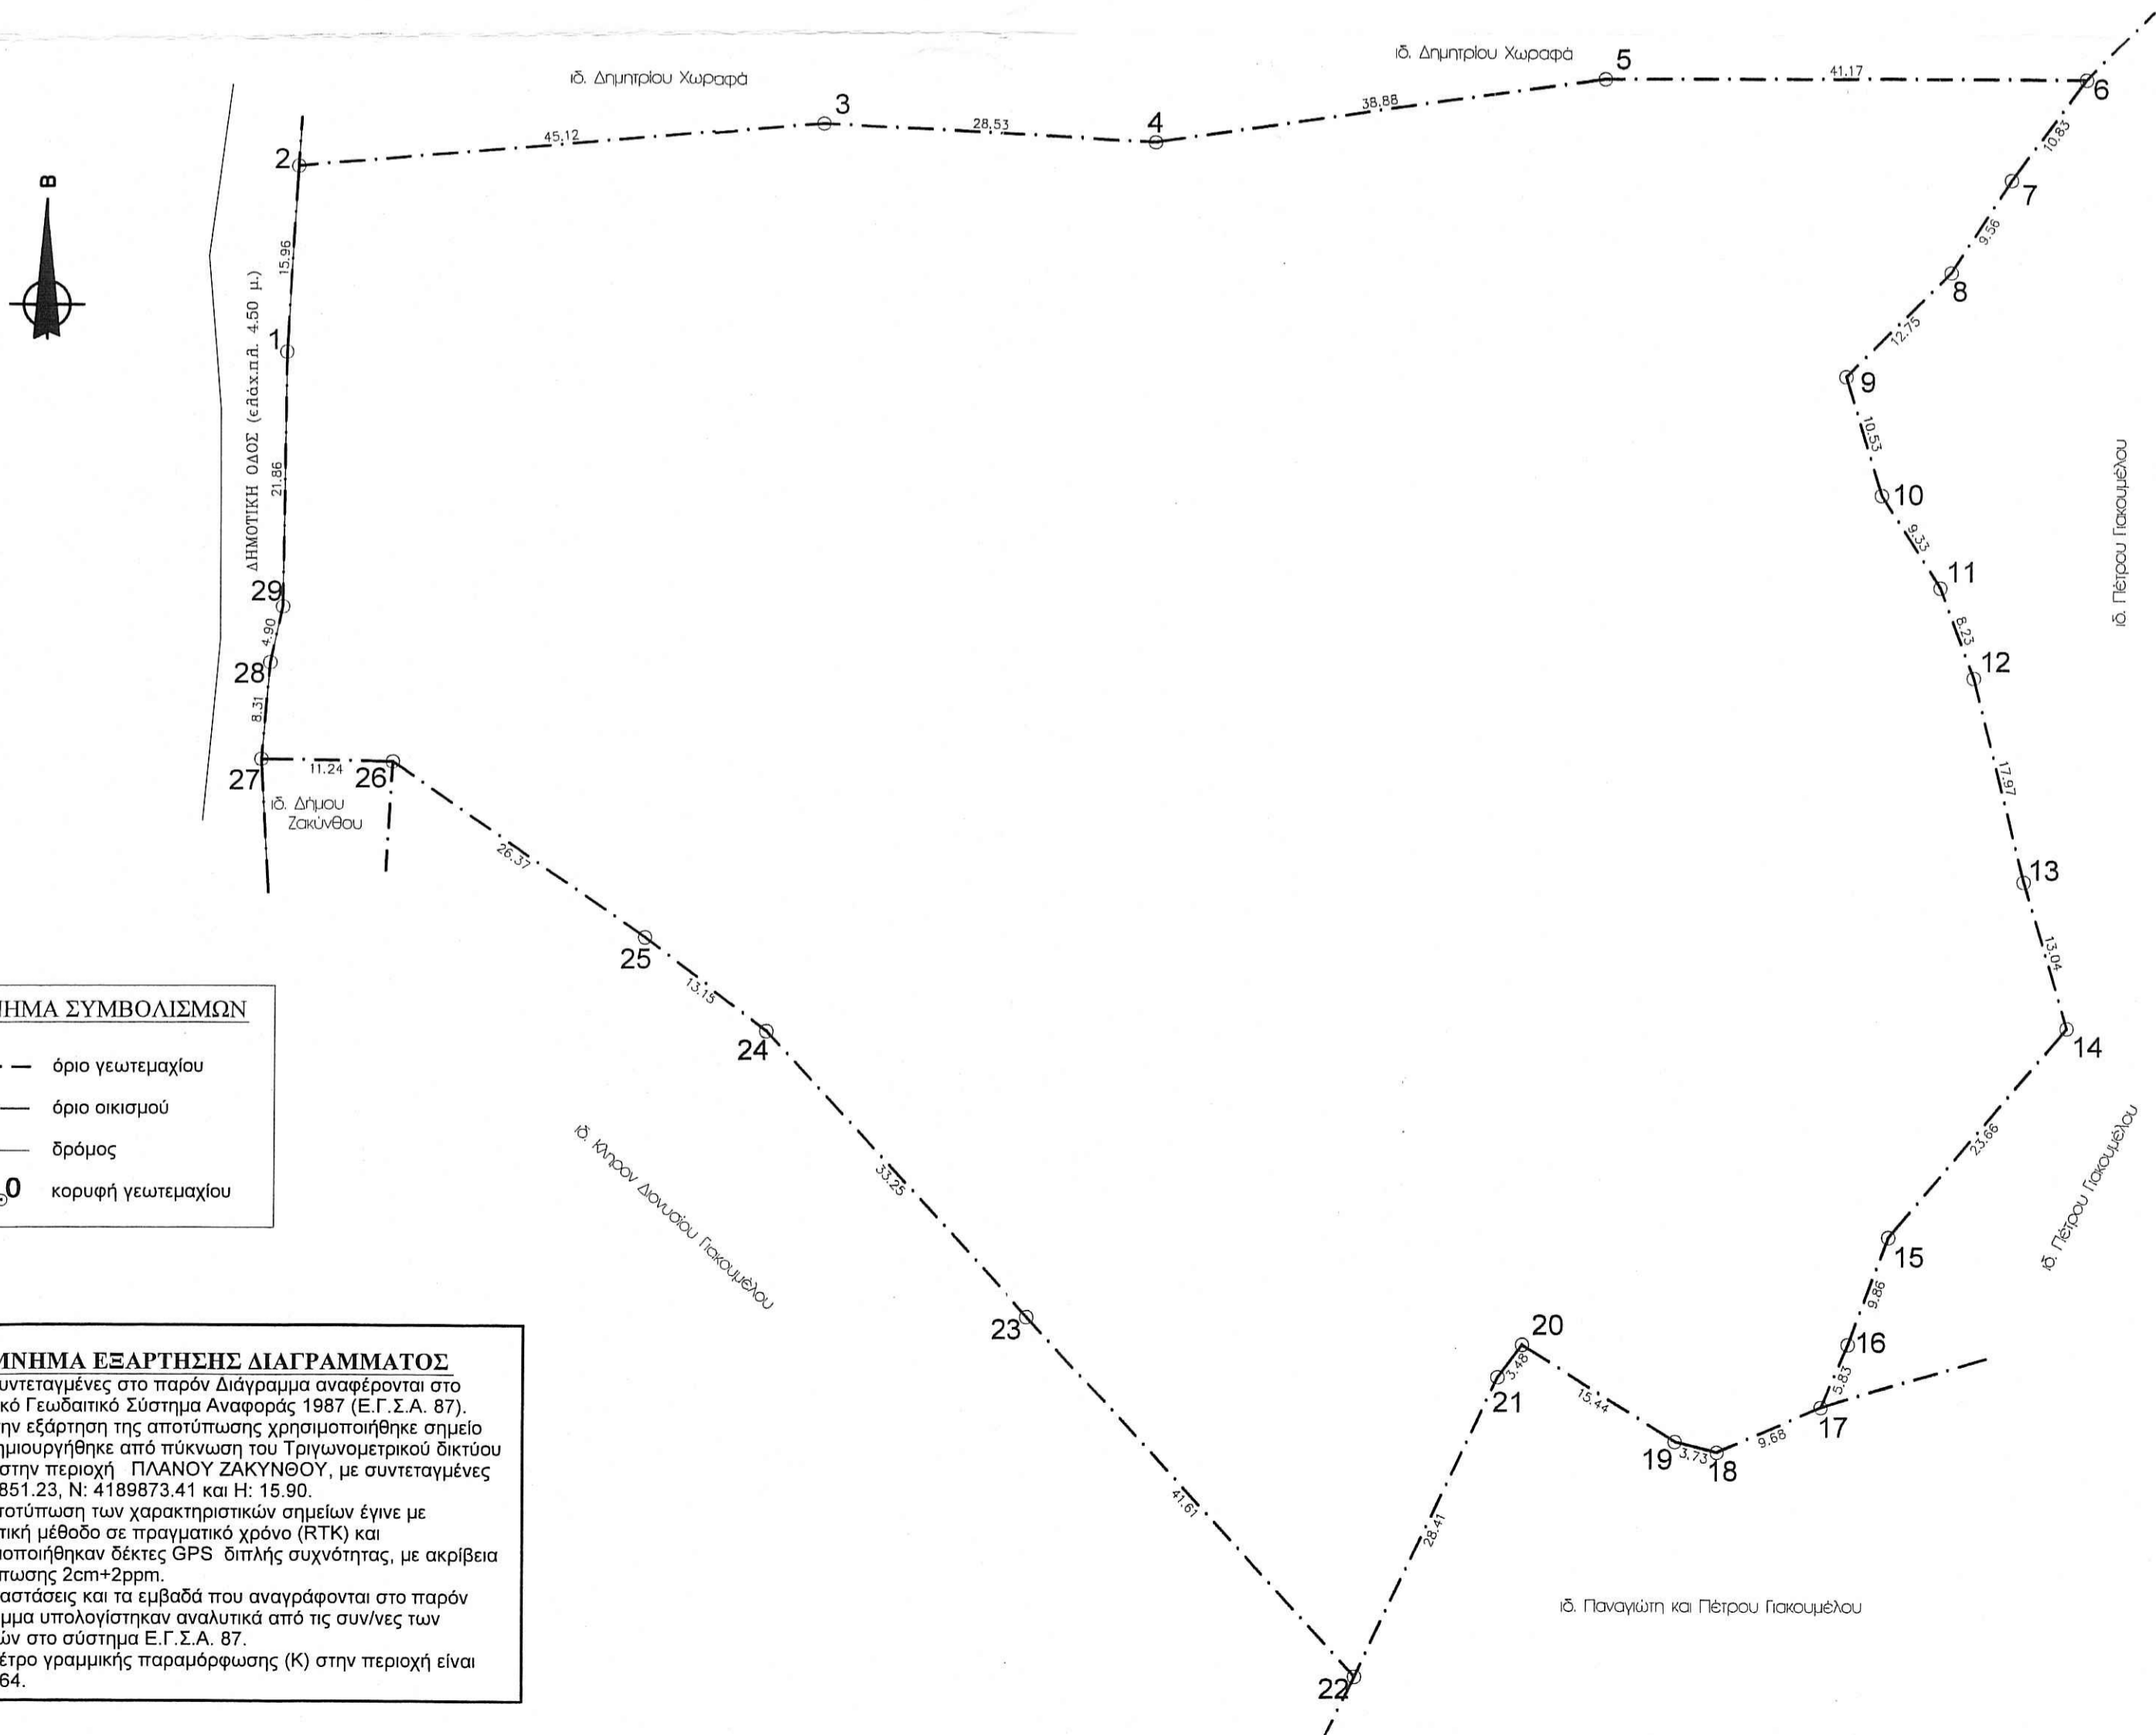 ιδ. Δημητρίου Χωραφά
ιδ. Δημητρίου Χωραφά
5
41.17
6
3
38.88
4
28.53
45.12
2
10.83
7
Β
9.56
8
15.96
ΔΗΜΟΤΙΚΗ ΟΔΟΣ (ελάχ.πλ. 4.50 μ.)
1
12.75
9
10.53
21.86
10
ιδ. Πέτρου Γιακουμέλου
9.33
11
29
4.90
8.23
12
28
8.31
27
11.24
26
17.97
ιδ. Δήμου
Ζακύνθου
26.37
13
25
13.04
13.15
14
24
ΝΗΜΑ ΣΥΜΒΟΛΙΣΜΩΝ
όριο γεωτεμαχίου
όριο οικισμού
δρόμος
0 κορυφή γεωτεμαχίου
23.66
ιδ. Πέτρου Γιακουμέλου
33.25
ιδ. Κληρον Διονυσίου Γιακουμέλου
15
9.86
23
20
16
3.48
21
15.44
5.83
17
9.68
19
3.73
18
ΜΝΗΜΑ ΕΞΑΡΤΗΣΗΣ ΔΙΑΓΡΑΜΜΑΤΟΣ
υντεταγμένες στο παρόν Διάγραμμα αναφέρονται στο
κό Γεωδαιτικό Σύστημα Αναφοράς 1987 (Ε.Γ.Σ.Α. 87).
ην εξάρτηση της αποτύπωσης χρησιμοποιήθηκε σημείο
ημιουργήθηκε από πύκνωση του Τριγωνομετρικού δικτύου
στην περιοχή ΠΛΑΝΟΥ ΖΑΚΥΝΘΟΥ, με συντεταγμένες
851.23, Ν: 4189873.41 και Η: 15.90.
ποτύπωση των χαρακτηριστικών σημείων έγινε με
τική μέθοδο σε πραγματικό χρόνο (RTK) και
μοποιήθηκαν δέκτες GPS διπλής συχνότητας, με ακρίβεια
πωσης 2cm+2ppm.
αστάσεις και τα εμβαδά που αναγράφονται στο παρόν
μμα υπολογίστηκαν αναλυτικά από τις συν/νες των
ών στο σύστημα Ε.Γ.Σ.Α. 87.
έτρο γραμμικής παραμόρφωσης (Κ) στην περιοχή είναι
64.
41.61
28.41
ιδ. Παναγιώτη και Πέτρου Γιακουμέλου
22